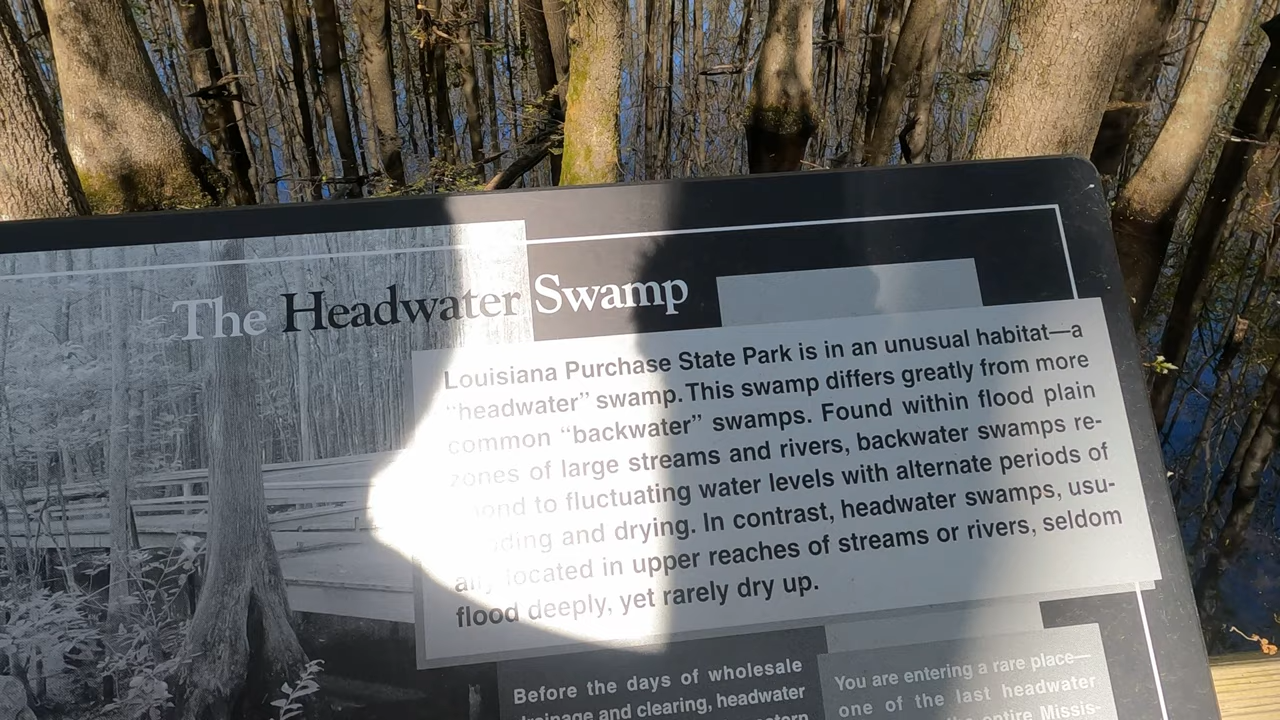 The Headwater Swamp
Louisiana Purchase State Park is in an unusual habitat—a
“headwater” swamp. This swamp differs greatly from more
common “backwater” swamps. Found within flood plain
zones of large streams and rivers, backwater swamps re-
to fluctuating water levels with alternate periods of
and drying. In contrast, headwater swamps, usu-
ally located in upper reaches of streams or rivers, seldom
flood deeply, yet rarely dry up.
Before the days of wholesale
drainage and clearing, headwater
You are entering a rare place—
one of the last headwater
entire Missis-